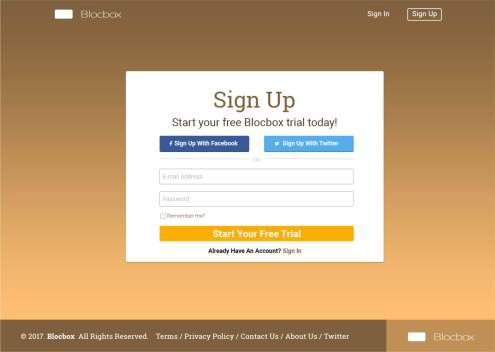 Blocbox
Sign In
Sign Up
Sign Up
Start your free Blocbox trial today!
f Sign Up With Facebook
Sign Up With Twitter
OR
E-mail Address
Password
Remember me?
Start Your Free Trial
Already Have An Account? Sign In
© 2017. Blocbox All Rights Reserved. Terms / Privacy Policy / Contact Us / About Us / Twitter
Blocbox